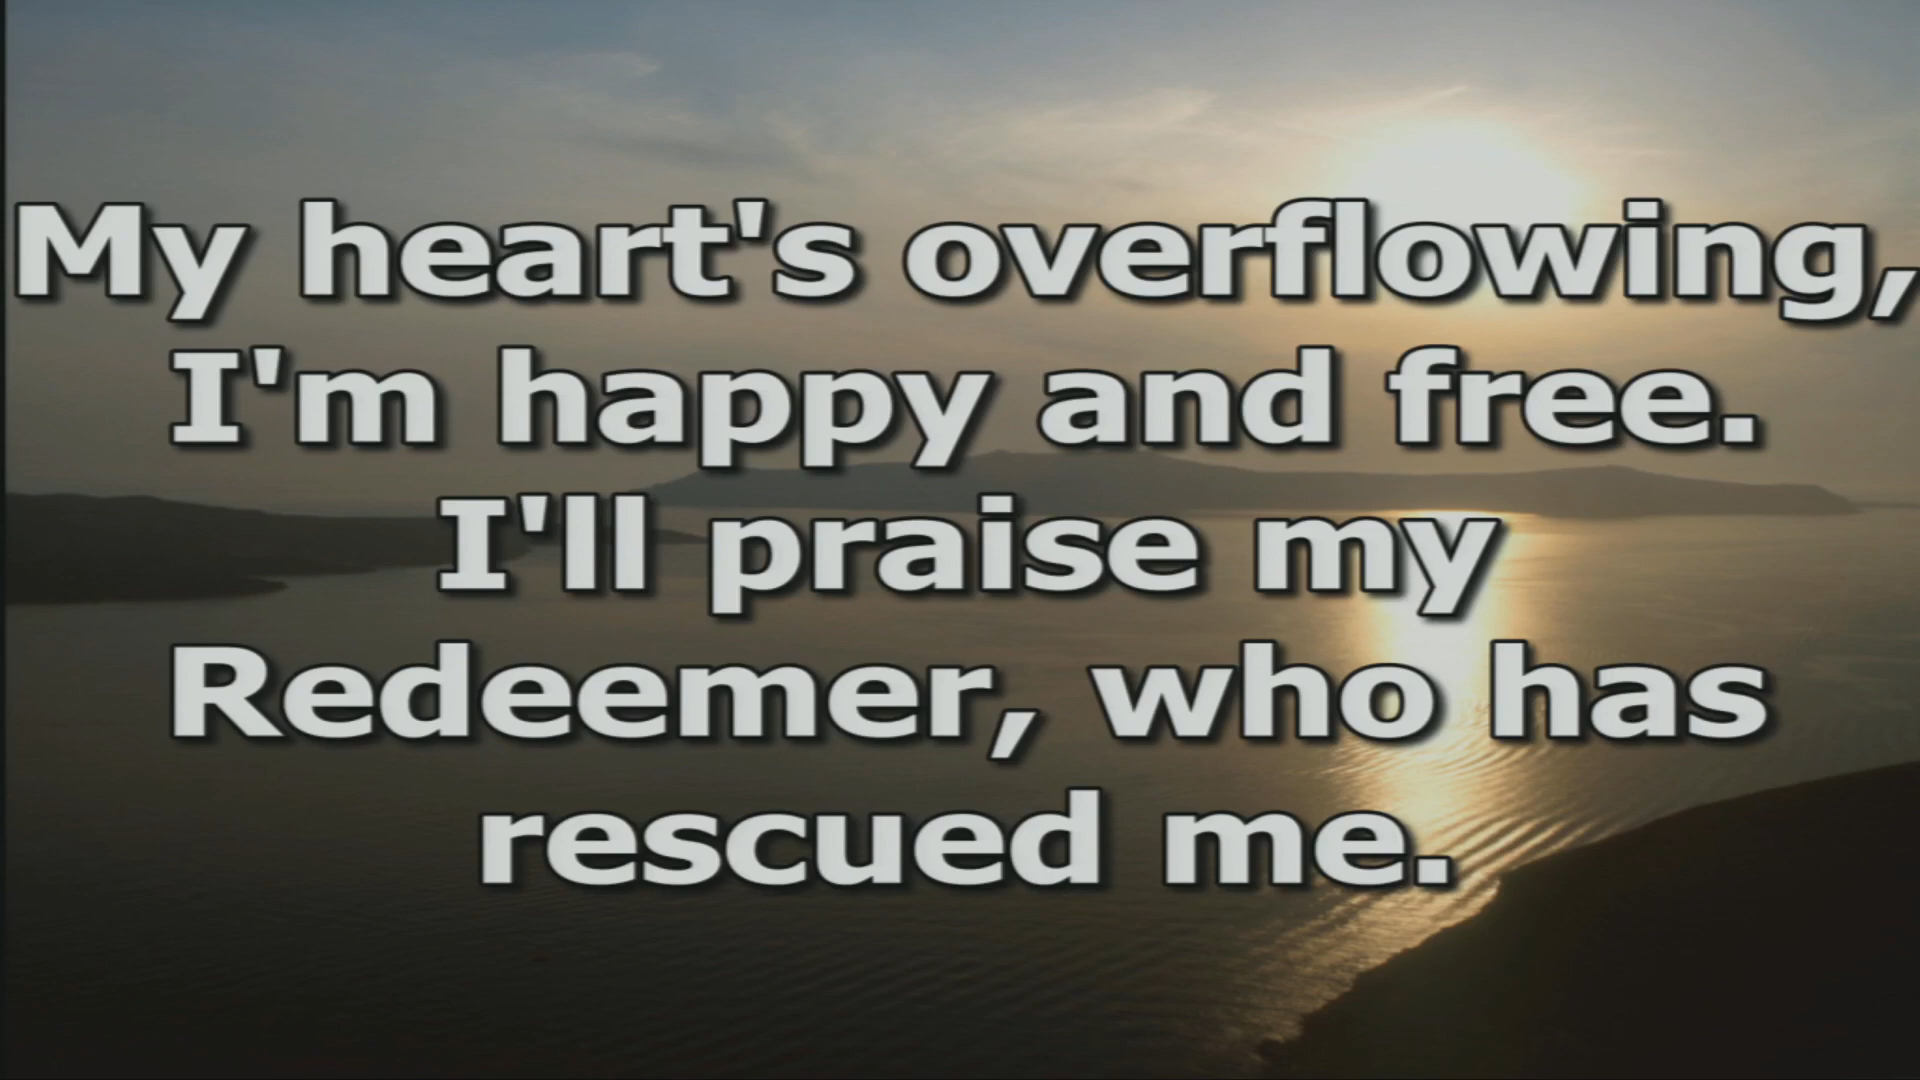 My heart's overflowing,
I'm happy and free.
I'll praise my
Redeemer, who has
rescued me.